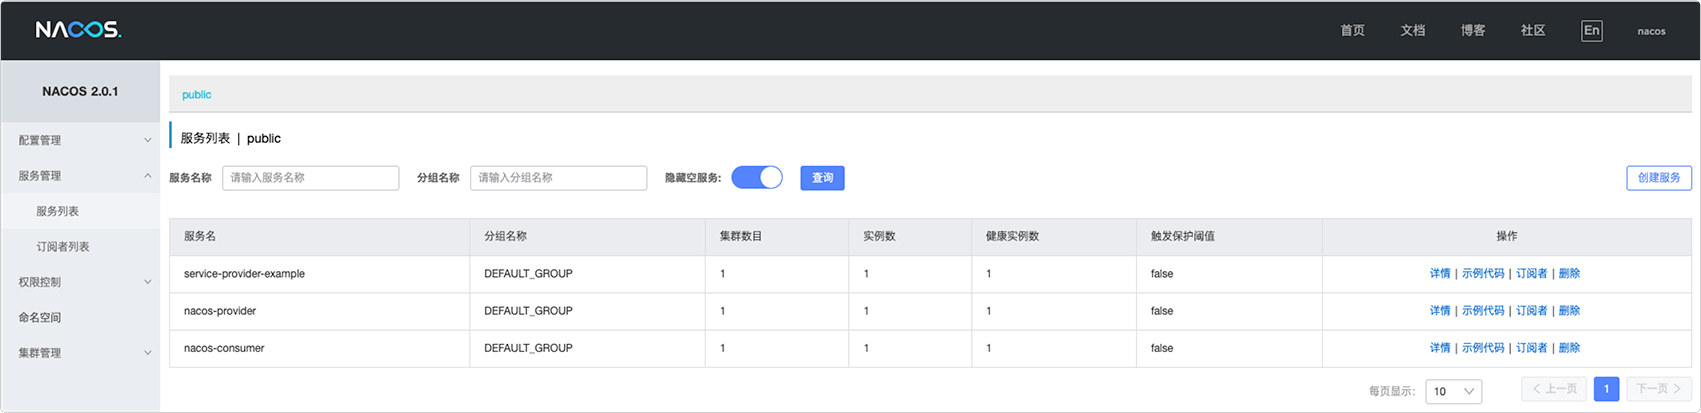 NACOS. 首页 文档 博客 社区 En nacos
NACOS 2.0.1
配置管理
服务管理
服务列表
订阅者列表
权限控制
命名空间
集群管理
public
服务列表 | public
服务名称 请输入服务名称 分组名称 请输入分组名称 隐藏空服务: 查询 创建服务
服务名 分组名称 集群数目 实例数 健康实例数 触发保护阈值 操作
service-provider-example DEFAULT_GROUP 1 1 1 false 详情 | 示例代码 | 订阅者 | 删除
nacos-provider DEFAULT_GROUP 1 1 1 false 详情 | 示例代码 | 订阅者 | 删除
nacos-consumer DEFAULT_GROUP 1 1 1 false 详情 | 示例代码 | 订阅者 | 删除
每页显示: 10 上一页 1 下一页